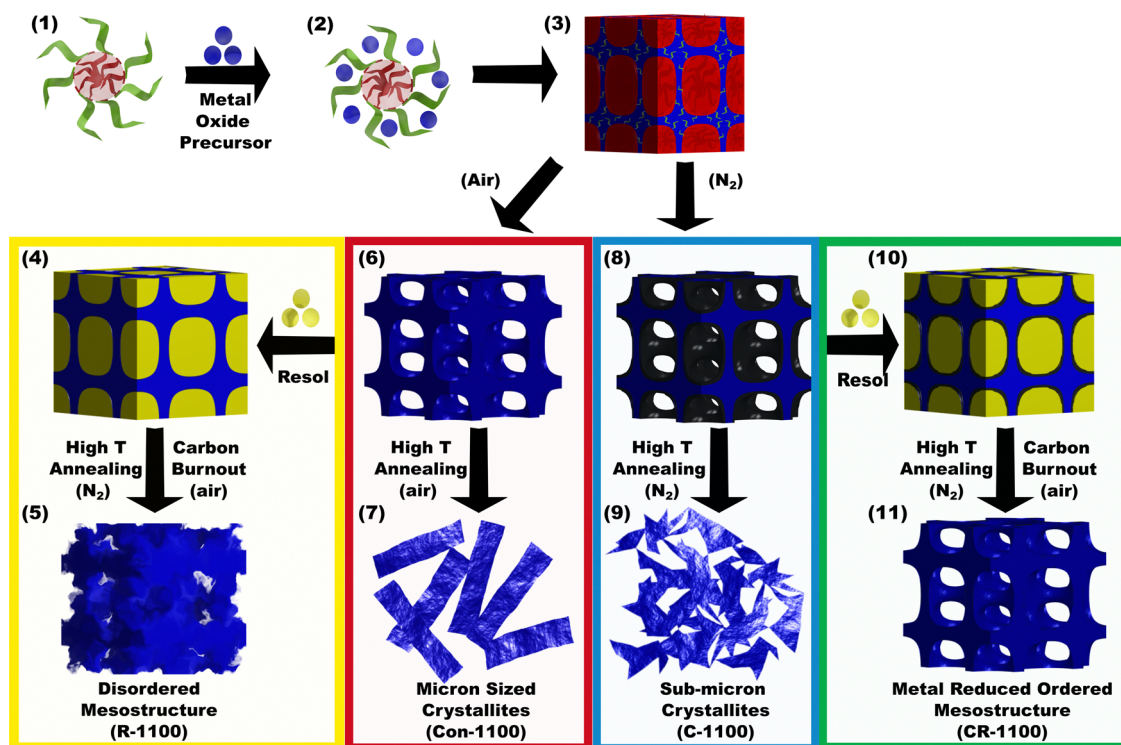 (1)
(2)
(3)
Metal
Oxide
Precursor
(Air)
(N₂)
(4)
Resol
High T
Annealing
(N₂)
Carbon
Burnout
(air)
(5)
Disordered
Mesostructure
(R-1100)
(6)
High T
Annealing
(air)
(7)
Micron Sized
Crystallites
(Con-1100)
(8)
High T
Annealing
(N₂)
(9)
Sub-micron
Crystallites
(C-1100)
(10)
Resol
High T
Annealing
(N₂)
Carbon
Burnout
(air)
(11)
Metal Reduced Ordered
Mesostructure
(CR-1100)